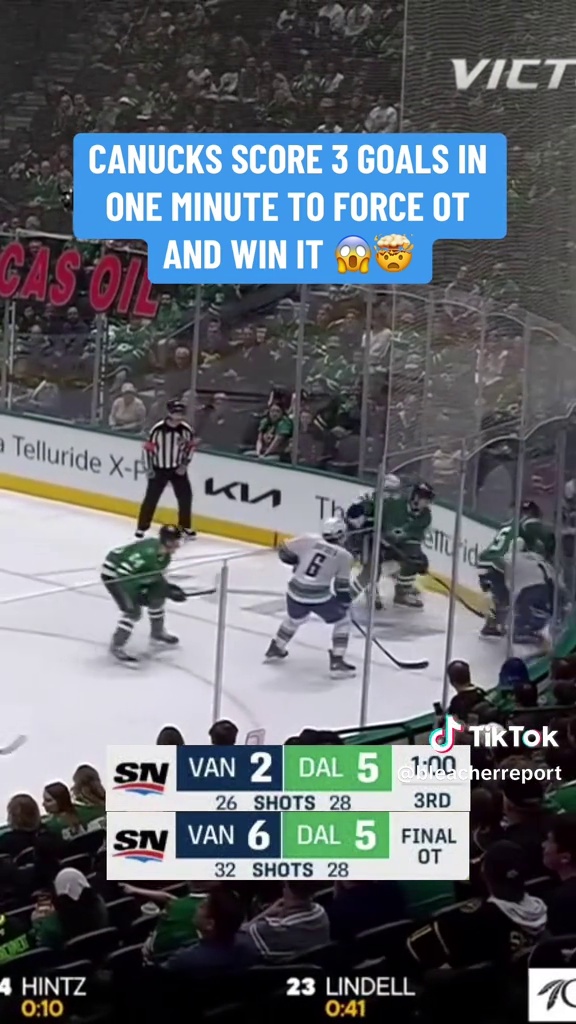 VICT
CANUCKS SCORE 3 GOALS IN
ONE MINUTE TO FORCE OT
AND WIN IT 😱🤯
CAS OIL
a Telluride X-P
KIA
Th
elluride
6
TikTok
@bleacherreport
SN VAN 2 DAL 5 1:00
26 SHOTS 28 3RD
SN VAN 6 DAL 5 FINAL
OT
32 SHOTS 28
4 HINTZ 23 LINDELL
0:10 0:41